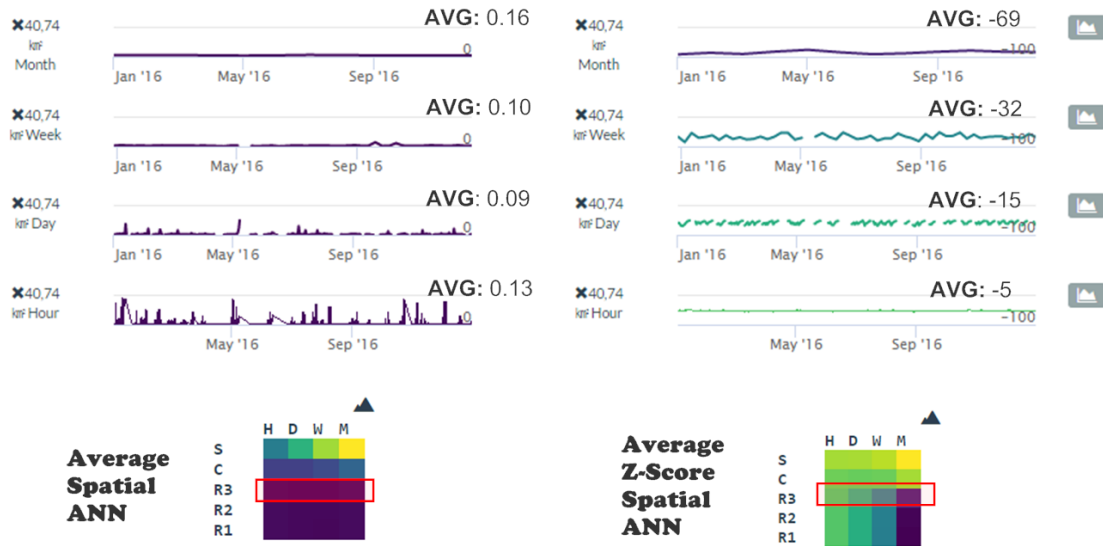 AVG: 0.16
✖40,74
km²
Month
0
Jan '16 May '16 Sep '16
AVG: 0.10
✖40,74
km² Week
0
Jan '16 May '16 Sep '16
AVG: 0.09
✖40,74
km² Day
0
Jan '16 May '16 Sep '16
AVG: 0.13
✖40,74
km² Hour
0
May '16 Sep '16
AVG: -69
✖40,74
km²
Month
-100
Jan '16 May '16 Sep '16
AVG: -32
✖40,74
km² Week
-100
Jan '16 May '16 Sep '16
AVG: -15
✖40,74
km² Day
-100
Jan '16 May '16 Sep '16
AVG: -5
✖40,74
km² Hour
-100
May '16 Sep '16
Average
Spatial
ANN
H D W M
S
C
R3
R2
R1
Average
Z-Score
Spatial
ANN
H D W M
S
C
R3
R2
R1